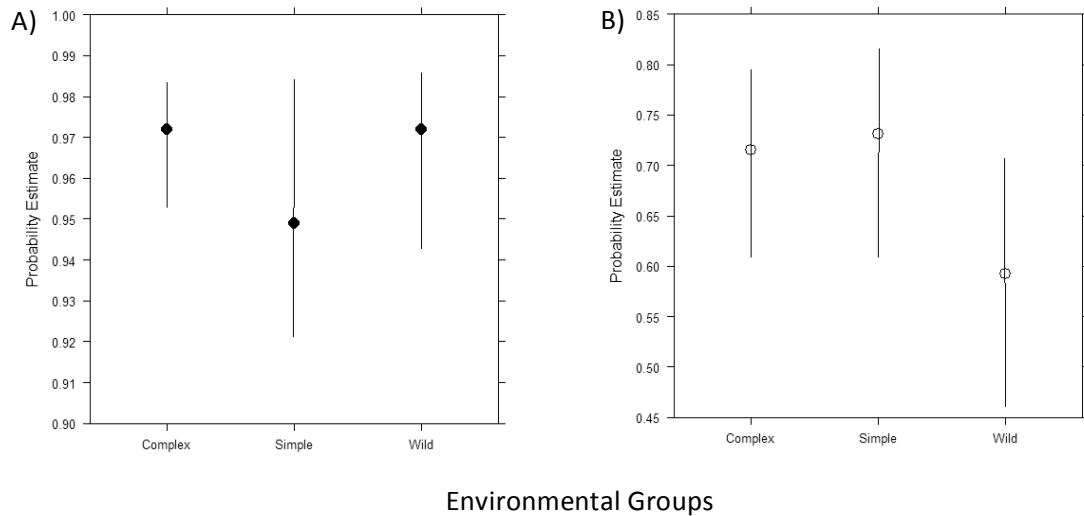 A)
1.00
0.99
0.98
0.97
0.96
0.95
0.94
0.93
0.92
0.91
0.90
Probability Estimate
Complex Simple Wild
B)
0.85
0.80
0.75
0.70
0.65
0.60
0.55
0.50
0.45
Probability Estimate
Complex Simple Wild
Environmental Groups